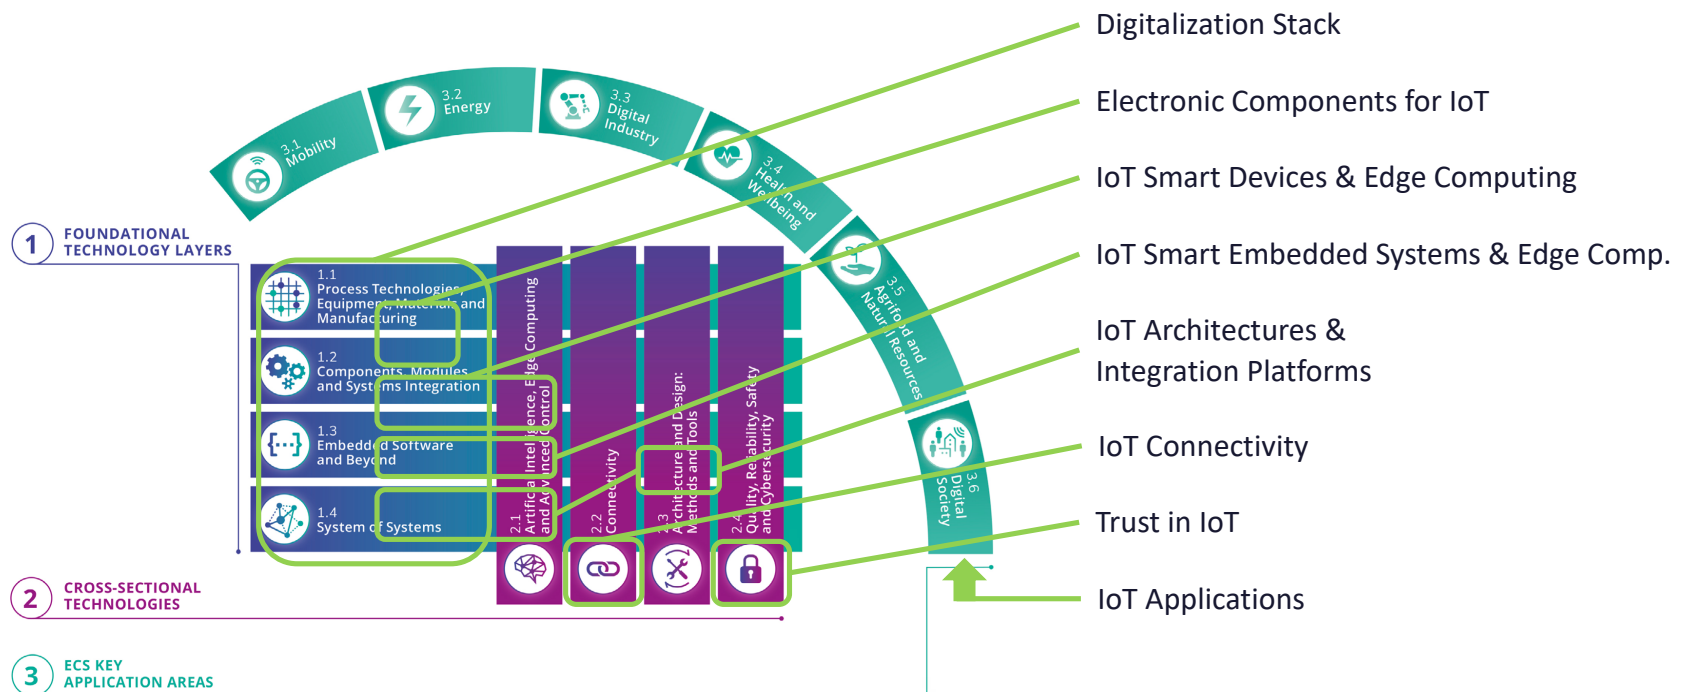 Digitalization Stack
Electronic Components for IoT
IoT Smart Devices & Edge Computing
IoT Smart Embedded Systems & Edge Comp.
IoT Architectures &
Integration Platforms
IoT Connectivity
Trust in IoT
IoT Applications
3.1
Mobility
3.2
Energy
3.3
Digital
Industry
3.4
Health and
Wellbeing
3.5
Agrifood and
Natural Resources
3.6
Digital
Society
1
FOUNDATIONAL
TECHNOLOGY LAYERS
1.1
Process Technologies,
Equipment, Materials and
Manufacturing
1.2
Components, Modules
and Systems Integration
1.3
Embedded Software
and Beyond
1.4
System of Systems
2.1
Artificial Intelligence, Edge Computing
and Advanced Control
2.2
Connectivity
2.3
Architecture and Design:
Methods and Tools
2.4
Quality, Reliability, Safety
and Cybersecurity
2
CROSS-SECTIONAL
TECHNOLOGIES
3
ECS KEY
APPLICATION AREAS